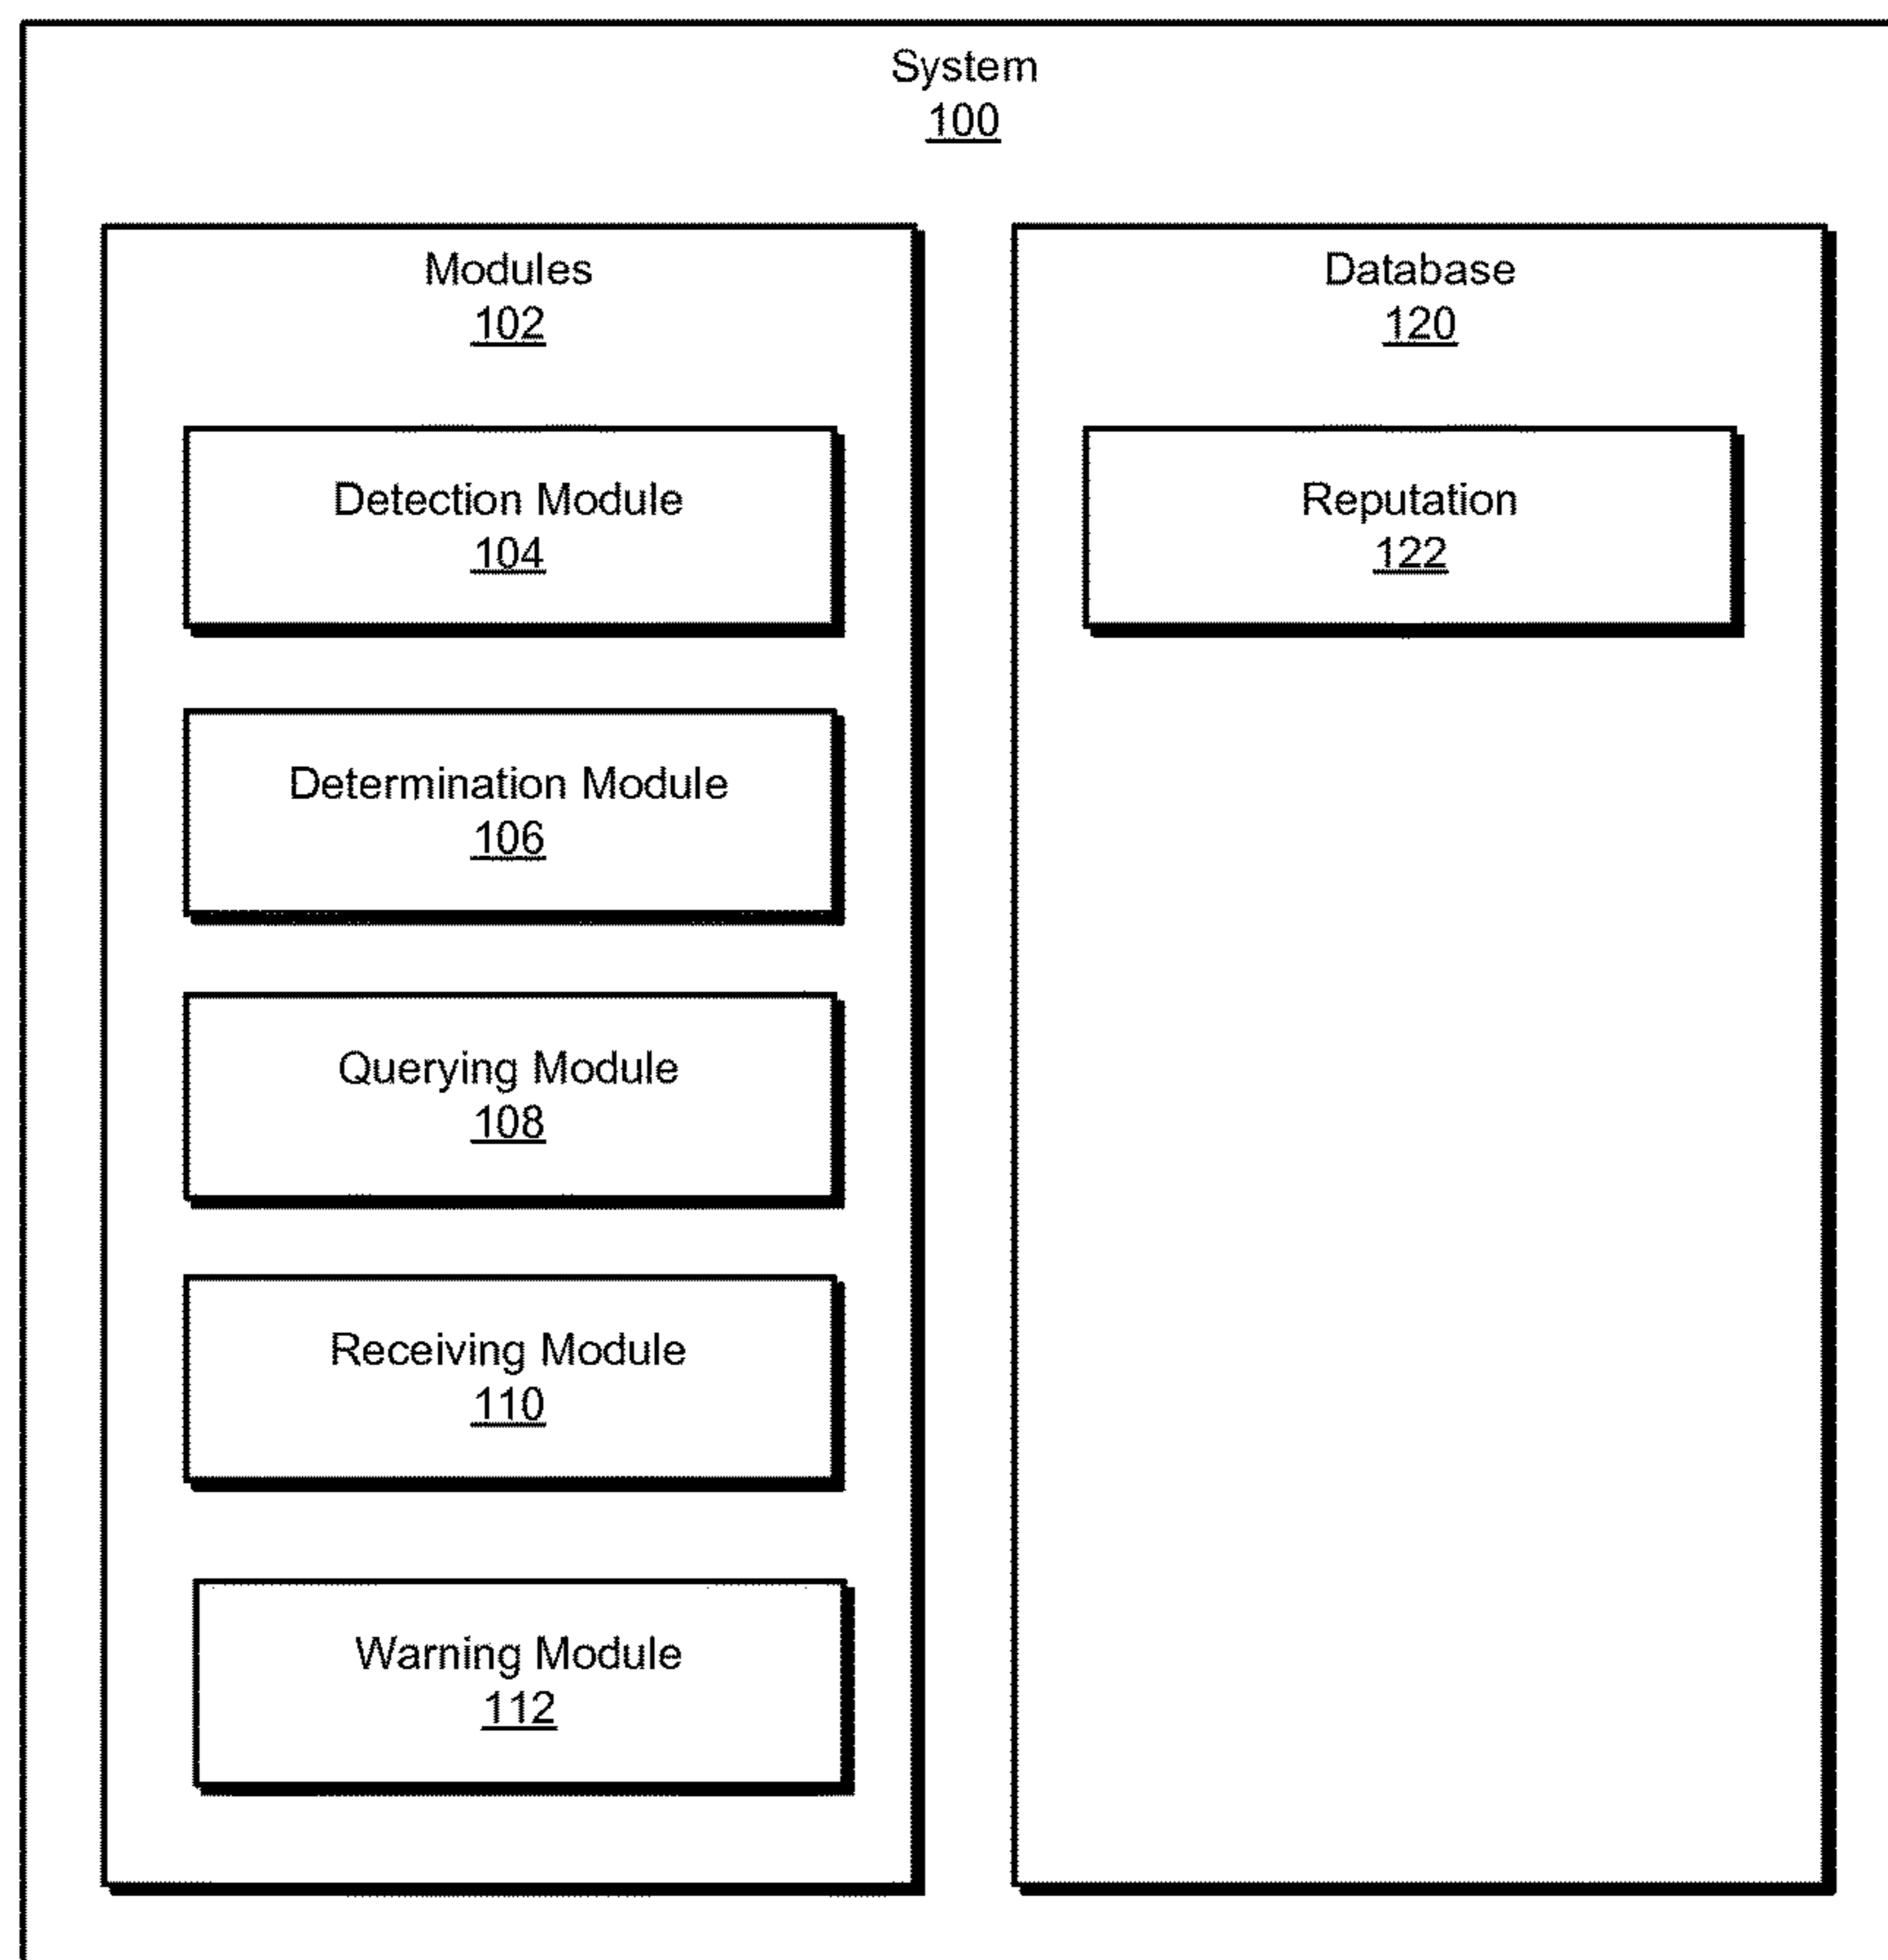 System
100
Modules
102
Detection Module
104
Determination Module
106
Querying Module
108
Receiving Module
110
Warning Module
112
Database
120
Reputation
122